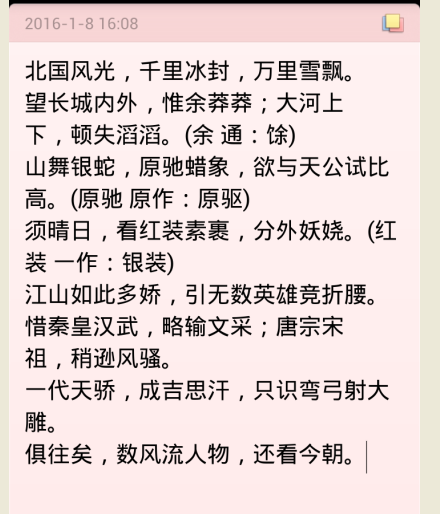 2016-1-8 16:08
北国风光，千里冰封，万里雪飘。
望长城内外，惟余莽莽；大河上
下，顿失滔滔。(余 通：馀)
山舞银蛇，原驰蜡象，欲与天公试比
高。(原驰 原作：原驱)
须晴日，看红装素裹，分外妖娆。(红
装 一作：银装)
江山如此多娇，引无数英雄竞折腰。
惜秦皇汉武，略输文采；唐宗宋
祖，稍逊风骚。
一代天骄，成吉思汗，只识弯弓射大
雕。
俱往矣，数风流人物，还看今朝。